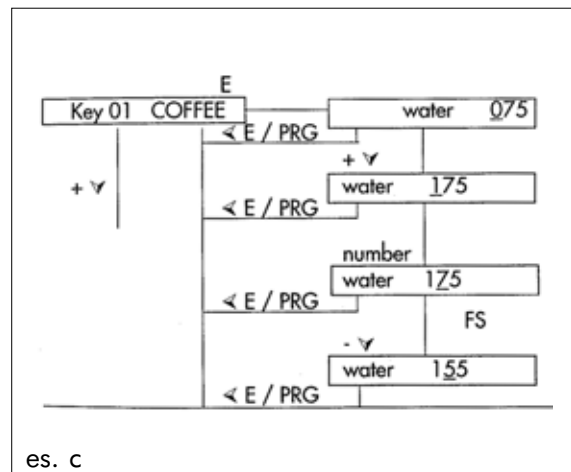 E
Key 01 COFFEE
water 075
< E / PRG
+ ⮛
+ ⮛
water 175
< E / PRG
number
water 175
< E / PRG
FS
- ⮛
water 155
< E / PRG
es. c